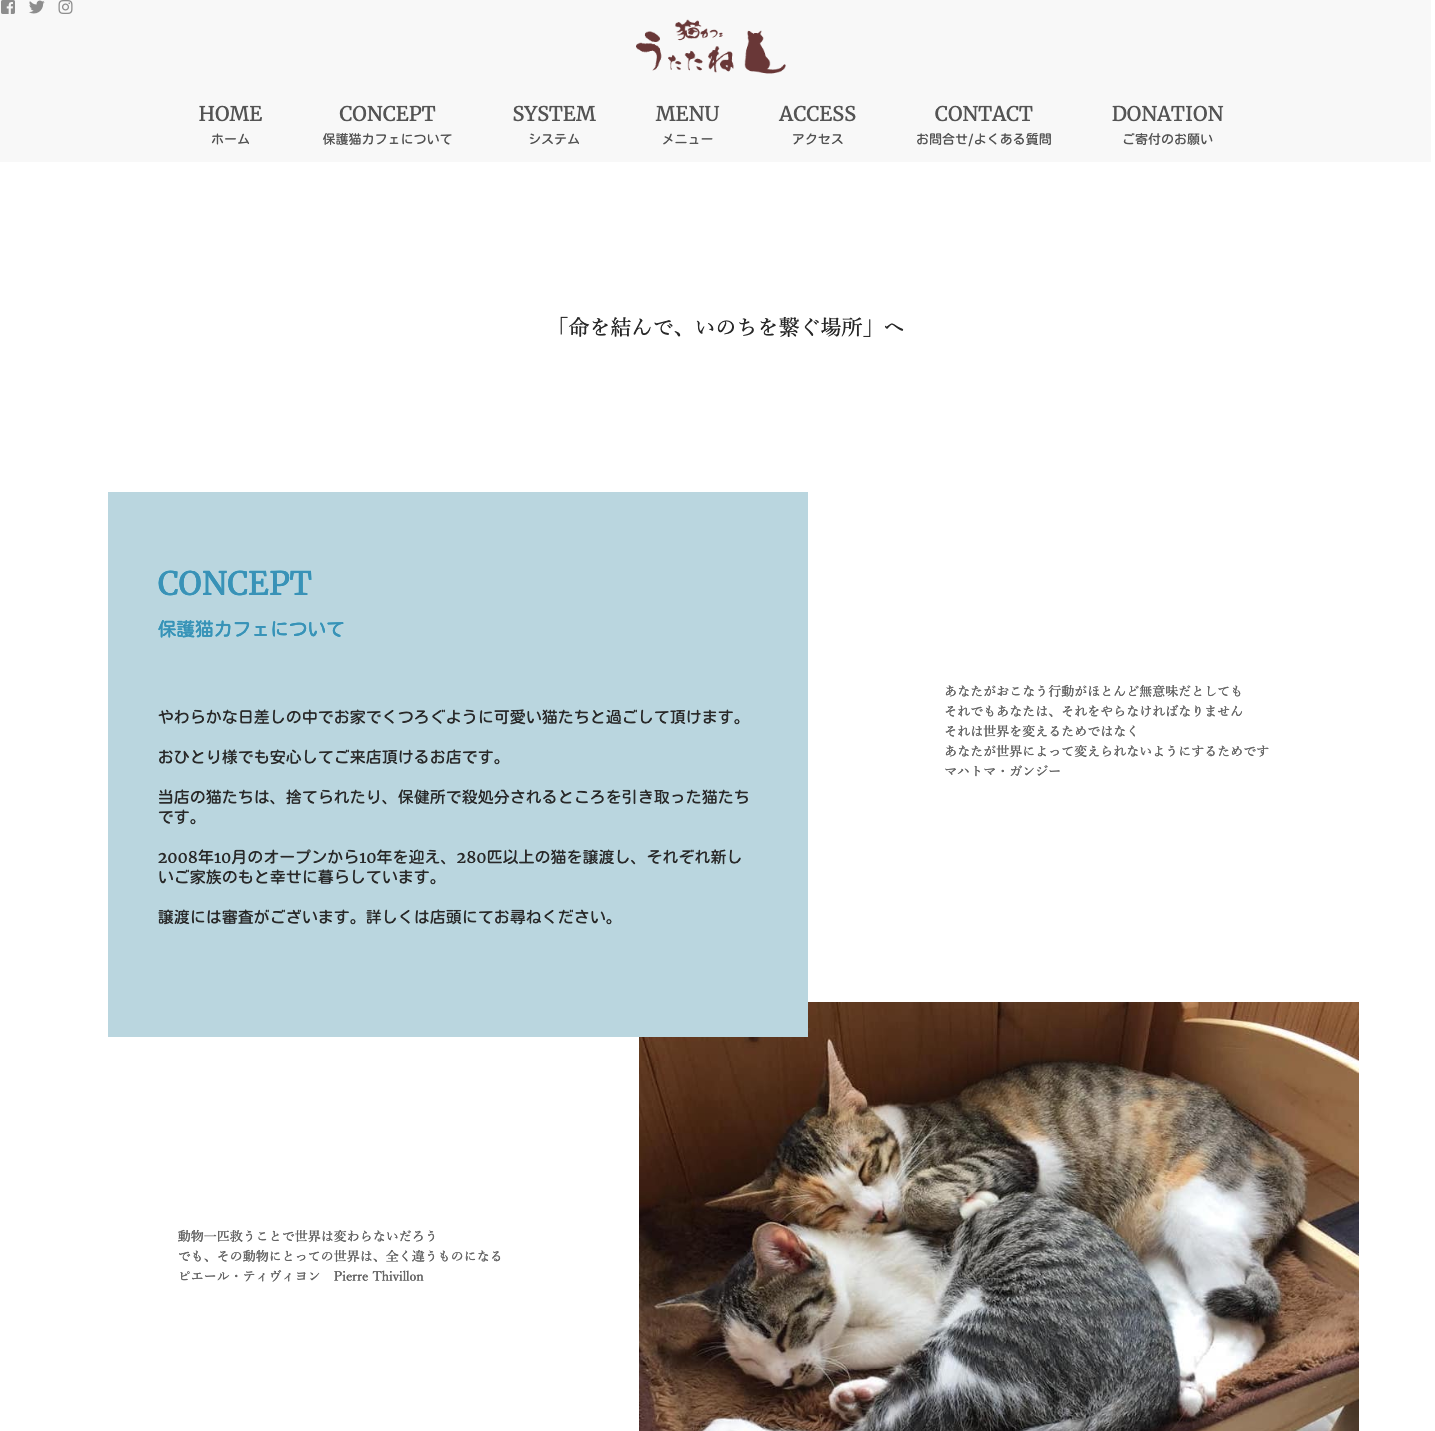 猫カフェ
うたたね
HOME
ホーム
CONCEPT
保護猫カフェについて
SYSTEM
システム
MENU
メニュー
ACCESS
アクセス
CONTACT
お問合せ/よくある質問
DONATION
ご寄付のお願い
「命を結んで、いのちを繋ぐ場所」へ
CONCEPT
保護猫カフェについて
やわらかな日差しの中でお家でくつろぐように可愛い猫たちと過ごして頂けます。
おひとり様でも安心してご来店頂けるお店です。
当店の猫たちは、捨てられたり、保健所で殺処分されるところを引き取った猫たち
です。
2008年10月のオープンから10年を迎え、280匹以上の猫を譲渡し、それぞれ新し
いご家族のもと幸せに暮らしています。
譲渡には審査がございます。詳しくは店頭にてお尋ねください。
あなたがおこなう行動がほとんど無意味だとしても
それでもあなたは、それをやらなければなりません
それは世界を変えるためではなく
あなたが世界によって変えられないようにするためです
マハトマ・ガンジー
動物一匹救うことで世界は変わらないだろう
でも、その動物にとっての世界は、全く違うものになる
ピエール・ティヴィヨン　Pierre Thivillon